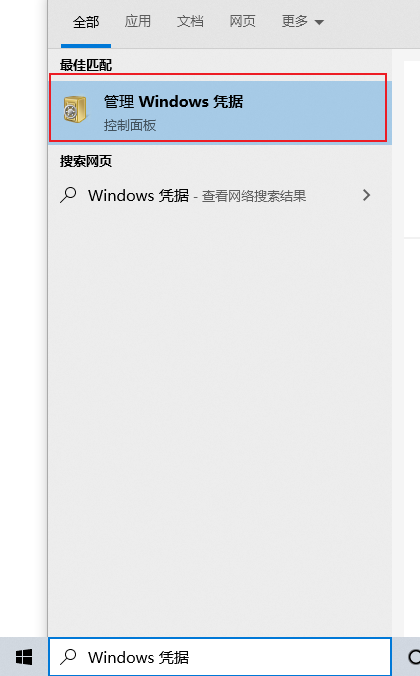 全部 应用 文档 网页 更多
最佳匹配
管理 Windows 凭据
控制面板
搜索网页
Windows 凭据 - 查看网络搜索结果
Windows 凭据